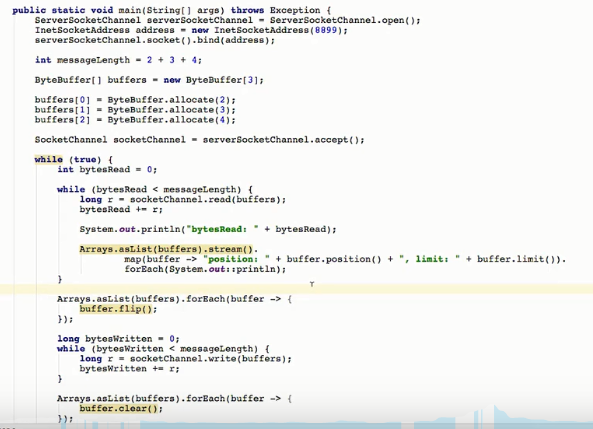 public static void main(String[] args) throws Exception {
    ServerSocketChannel serverSocketChannel = ServerSocketChannel.open();
    InetSocketAddress address = new InetSocketAddress(8899);
    serverSocketChannel.socket().bind(address);

    int messageLength = 2 + 3 + 4;

    ByteBuffer[] buffers = new ByteBuffer[3];

    buffers[0] = ByteBuffer.allocate(2);
    buffers[1] = ByteBuffer.allocate(3);
    buffers[2] = ByteBuffer.allocate(4);

    SocketChannel socketChannel = serverSocketChannel.accept();

    while (true) {
        int bytesRead = 0;

        while (bytesRead < messageLength) {
            long r = socketChannel.read(buffers);
            bytesRead += r;

            System.out.println("bytesRead: " + bytesRead);

            Arrays.asList(buffers).stream().
                    map(buffer -> "position: " + buffer.position() + ", limit: " + buffer.limit()).
                    forEach(System.out::println);
        }

        Arrays.asList(buffers).forEach(buffer -> {
            buffer.flip();
        });

        long bytesWritten = 0;
        while (bytesWritten < messageLength) {
            long r = socketChannel.write(buffers);
            bytesWritten += r;
        }

        Arrays.asList(buffers).forEach(buffer -> {
            buffer.clear();
        });